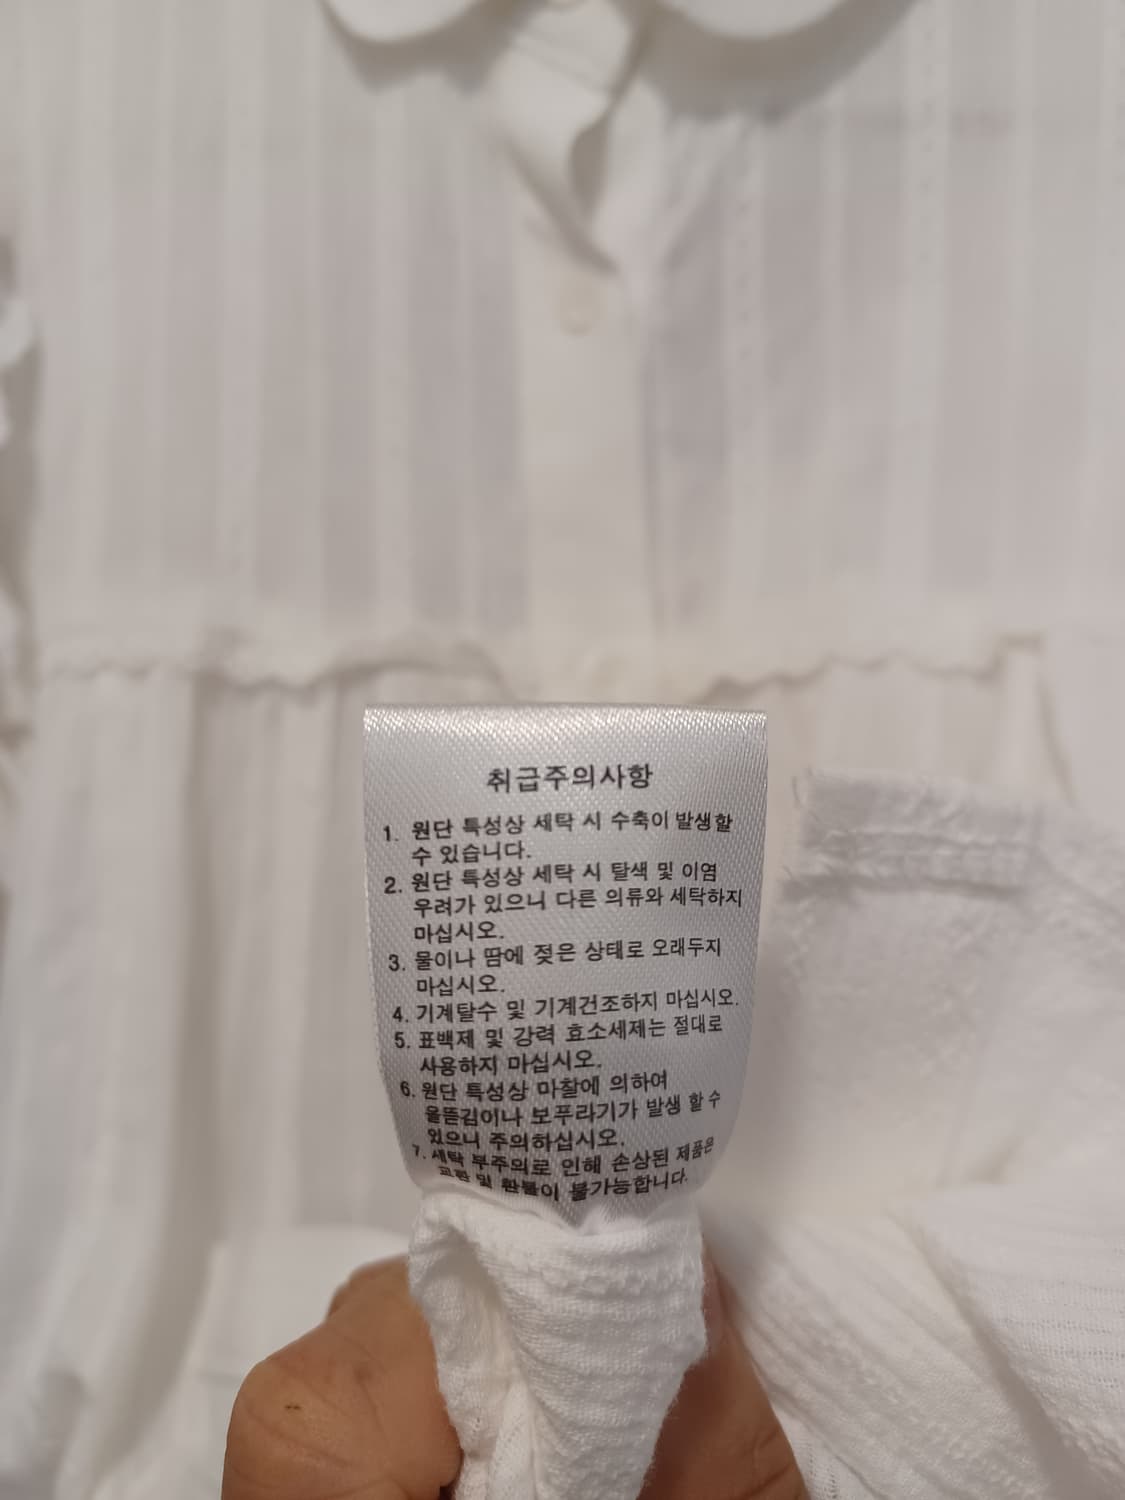 취급주의사항
1. 원단 특성상 세탁 시 수축이 발생할
수 있습니다.
2. 원단 특성상 세탁 시 탈색 및 이염
우려가 있으니 다른 의류와 세탁하지
마십시오.
3. 물이나 땀에 젖은 상태로 오래두지
마십시오.
4. 기계탈수 및 기계건조하지 마십시오.
5. 표백제 및 강력 효소세제는 절대로
사용하지 마십시오.
6. 원단 특성상 마찰에 의하여
올뜯김이나 보푸라기가 발생 할 수
있으니 주의하십시오.
7. 세탁 부주의로 인해 손상된 제품은
교환 및 환불이 불가능합니다.